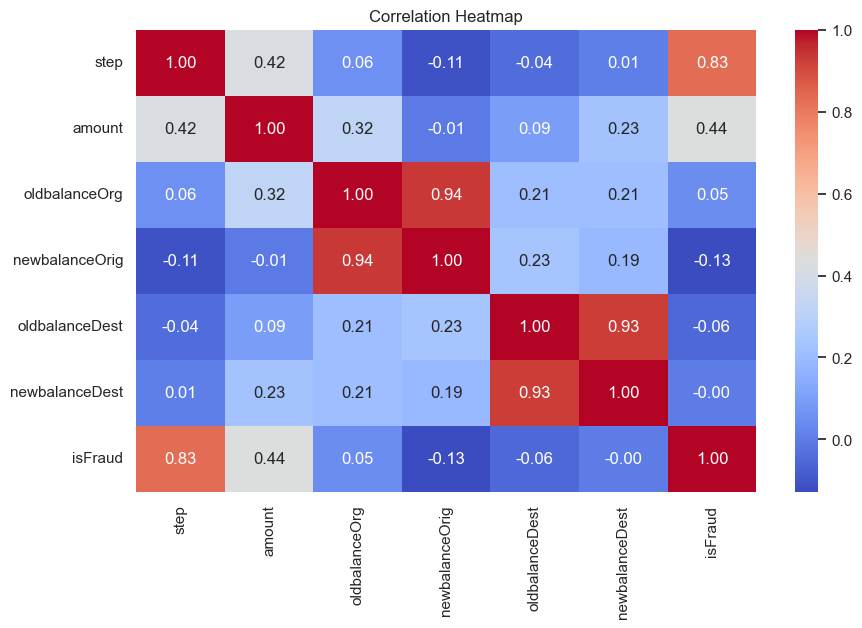 Correlation Heatmap
step 1.00 0.42 0.06 -0.11 -0.04 0.01 0.83
amount 0.42 1.00 0.32 -0.01 0.09 0.23 0.44
oldbalanceOrg 0.06 0.32 1.00 0.94 0.21 0.21 0.05
newbalanceOrig -0.11 -0.01 0.94 1.00 0.23 0.19 -0.13
oldbalanceDest -0.04 0.09 0.21 0.23 1.00 0.93 -0.06
newbalanceDest 0.01 0.23 0.21 0.19 0.93 1.00 -0.00
isFraud 0.83 0.44 0.05 -0.13 -0.06 -0.00 1.00
step amount oldbalanceOrg newbalanceOrig oldbalanceDest newbalanceDest isFraud
1.0
0.8
0.6
0.4
0.2
0.0